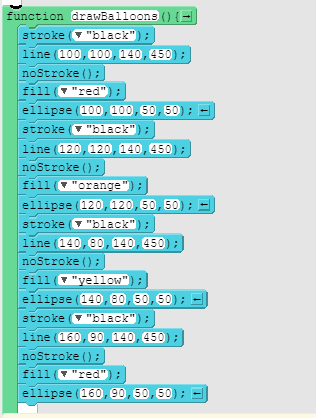 function drawBalloons(){→
stroke(▼"black");
line(100,100,140,450);
noStroke();
fill(▼"red");
ellipse(100,100,50,50);←
stroke(▼"black");
line(120,120,140,450);
noStroke();
fill(▼"orange");
ellipse(120,120,50,50);←
stroke(▼"black");
line(140,80,140,450);
noStroke();
fill(▼"yellow");
ellipse(140,80,50,50);←
stroke(▼"black");
line(160,90,140,450);
noStroke();
fill(▼"red");
ellipse(160,90,50,50);←